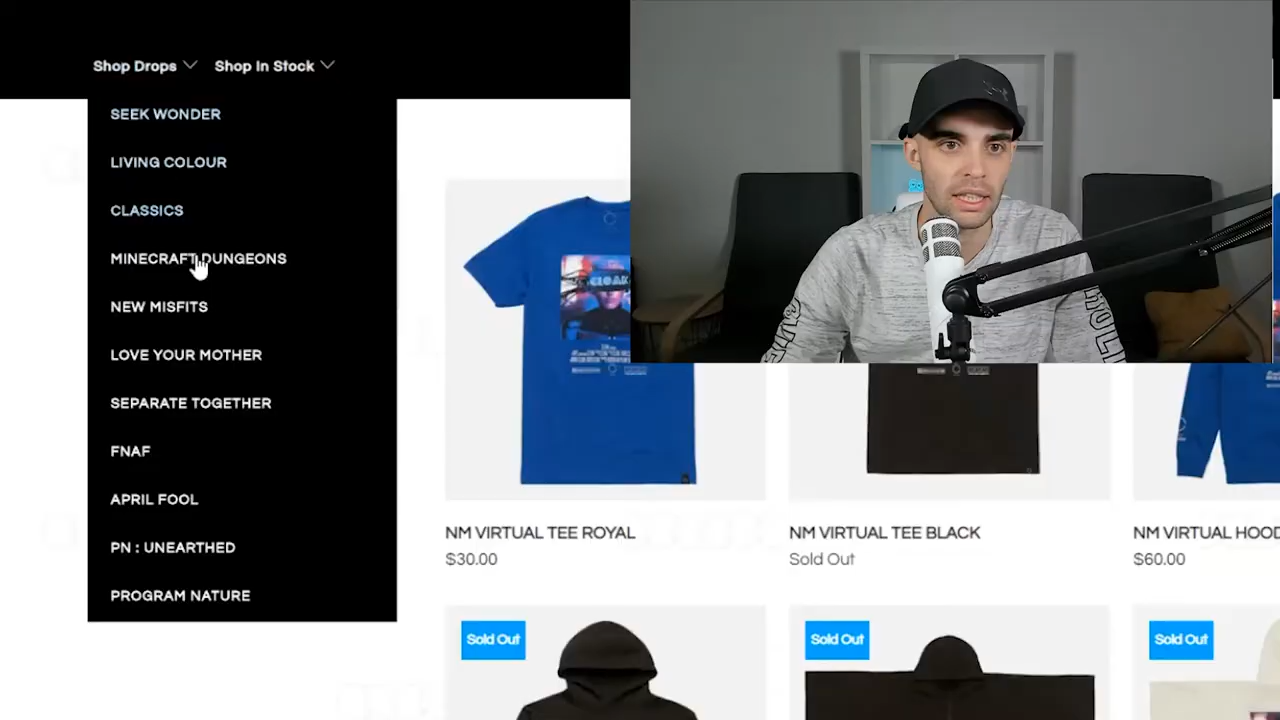 Shop Drops
Shop In Stock
SEEK WONDER
LIVING COLOUR
CLASSICS
MINECRAFT DUNGEONS
NEW MISFITS
LOVE YOUR MOTHER
SEPARATE TOGETHER
FNAF
APRIL FOOL
PN : UNEARTHED
PROGRAM NATURE
CLOAK
NM VIRTUAL TEE ROYAL
$30.00
NM VIRTUAL TEE BLACK
Sold Out
NM VIRTUAL HOOD
$60.00
Sold Out
Sold Out
Sold Out